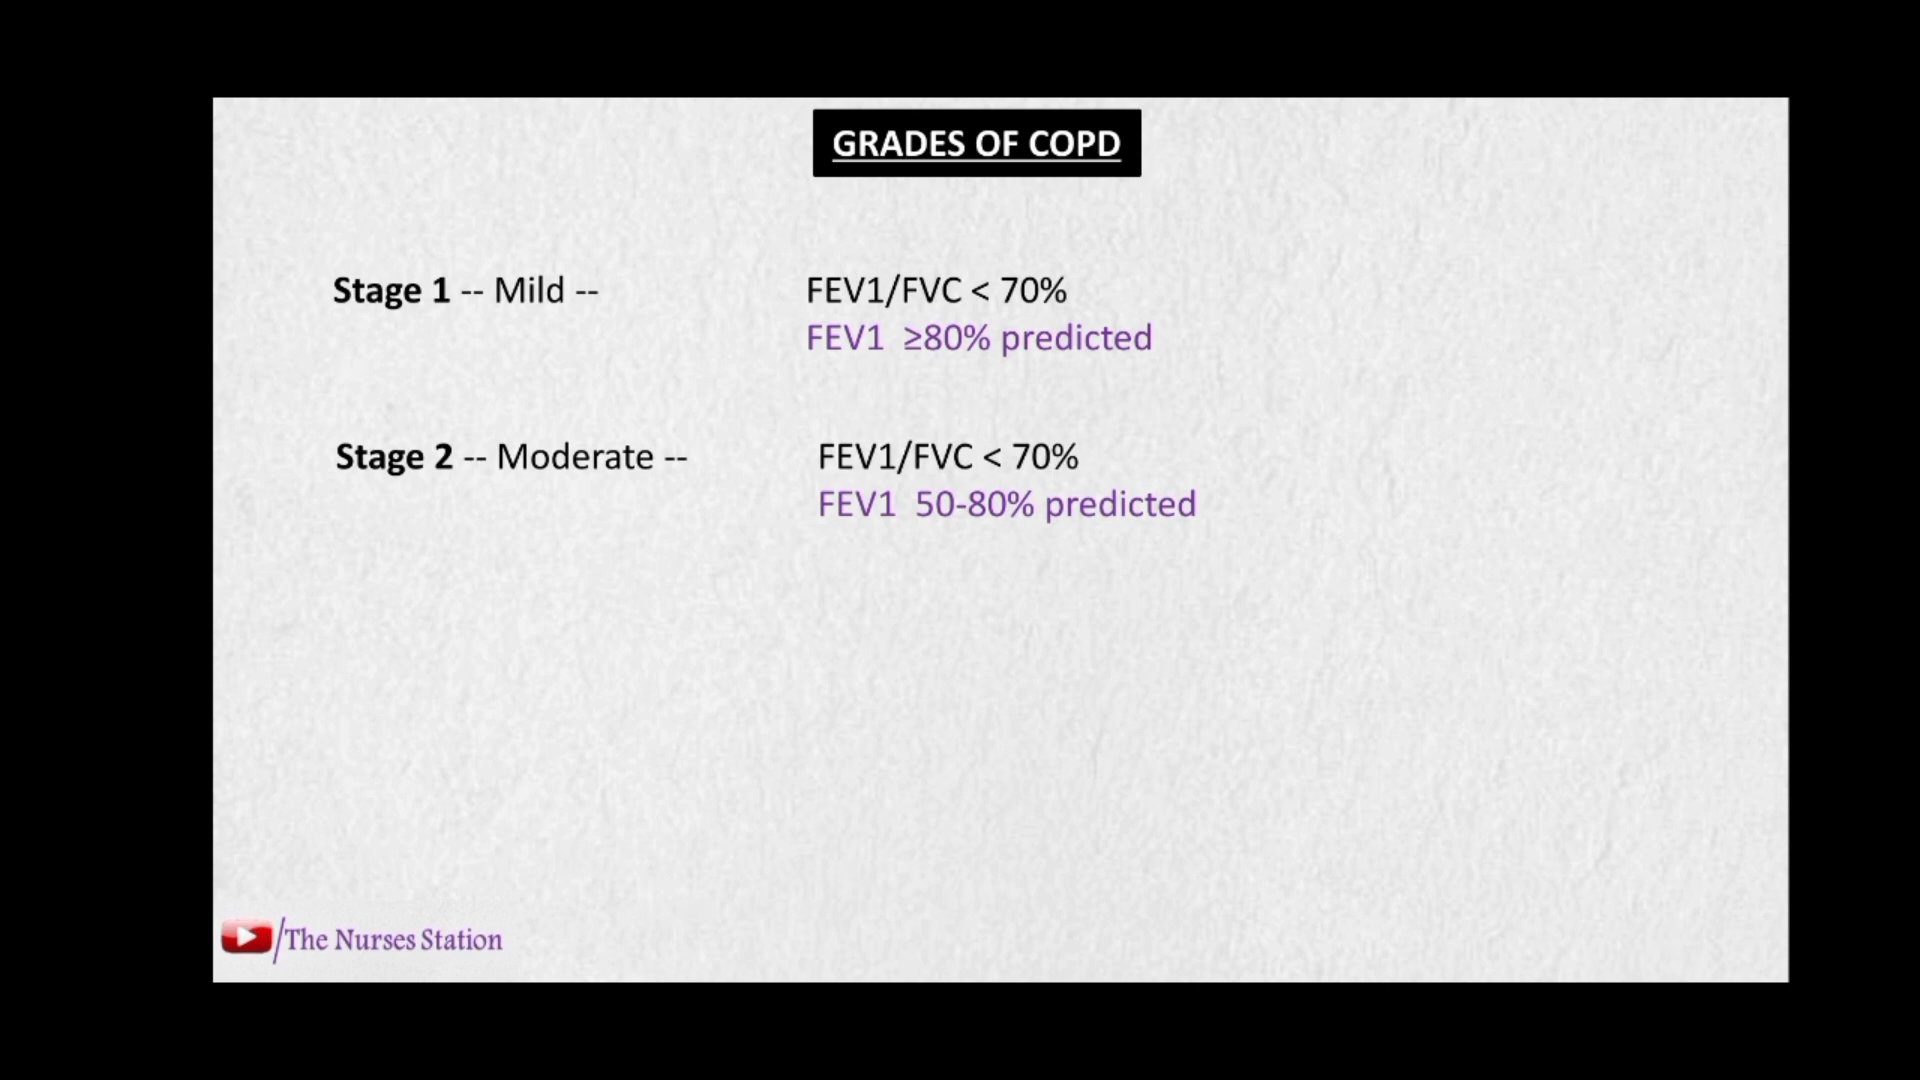 GRADES OF COPD
Stage 1 -- Mild -- FEV1/FVC < 70%
FEV1 ≥80% predicted
Stage 2 -- Moderate -- FEV1/FVC < 70%
FEV1 50-80% predicted
/The Nurses Station